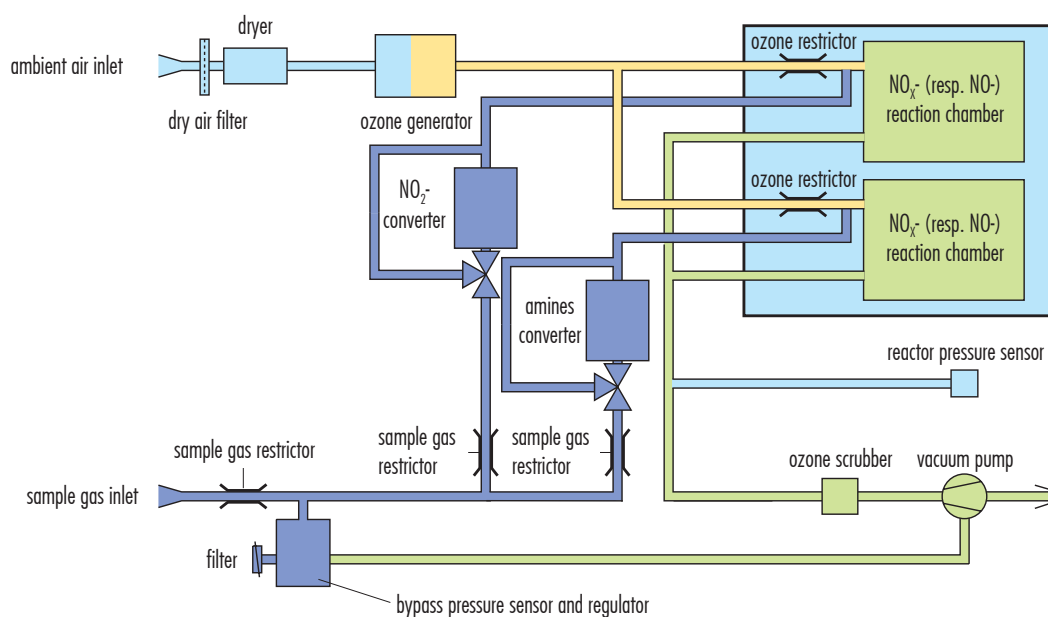 dryer
ambient air inlet
dry air filter
ozone generator
ozone restrictor
NOₓ- (resp. NO-)
reaction chamber
NO₂-
converter
ozone restrictor
NOₓ- (resp. NO-)
reaction chamber
amines
converter
reactor pressure sensor
sample gas restrictor
sample gas
restrictor
sample gas
restrictor
ozone scrubber
vacuum pump
sample gas inlet
filter
bypass pressure sensor and regulator